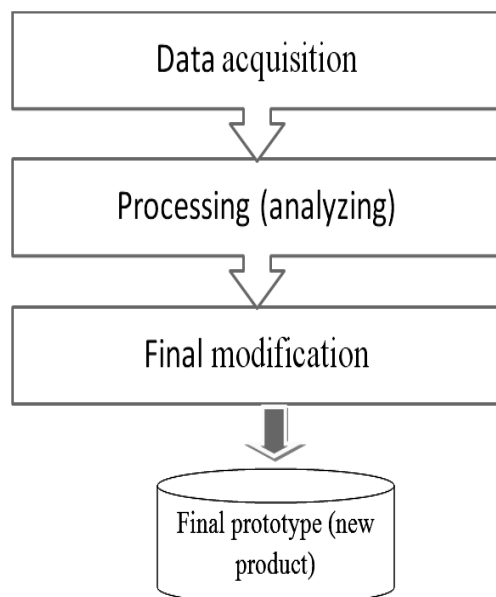 Data acquisition
Processing (analyzing)
Final modification
Final prototype (new
product)